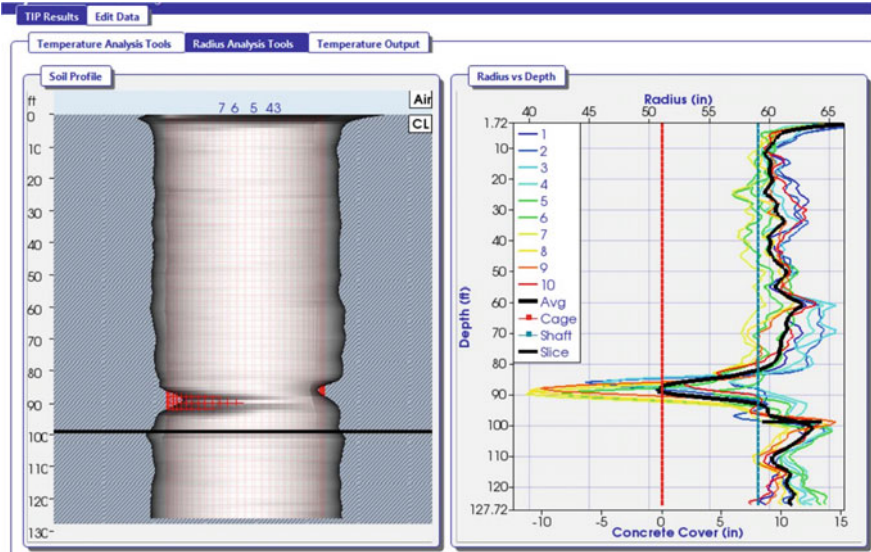 TIP Results Edit Data
Temperature Analysis Tools Radius Analysis Tools Temperature Output
Soil Profile
ft
7 6 5 43
Air
CL
0
10
20
30
40
50
60
70
80
90
100
110
120
130
Radius vs Depth
Radius (in)
40 45 50 55 60 65
Depth (ft)
1.72
10
20
30
40
50
60
70
80
90
100
110
120
127.72
1
2
3
4
5
6
7
8
9
10
Avg
Cage
Shaft
Slice
-10 -5 0 5 10 15
Concrete Cover (in)